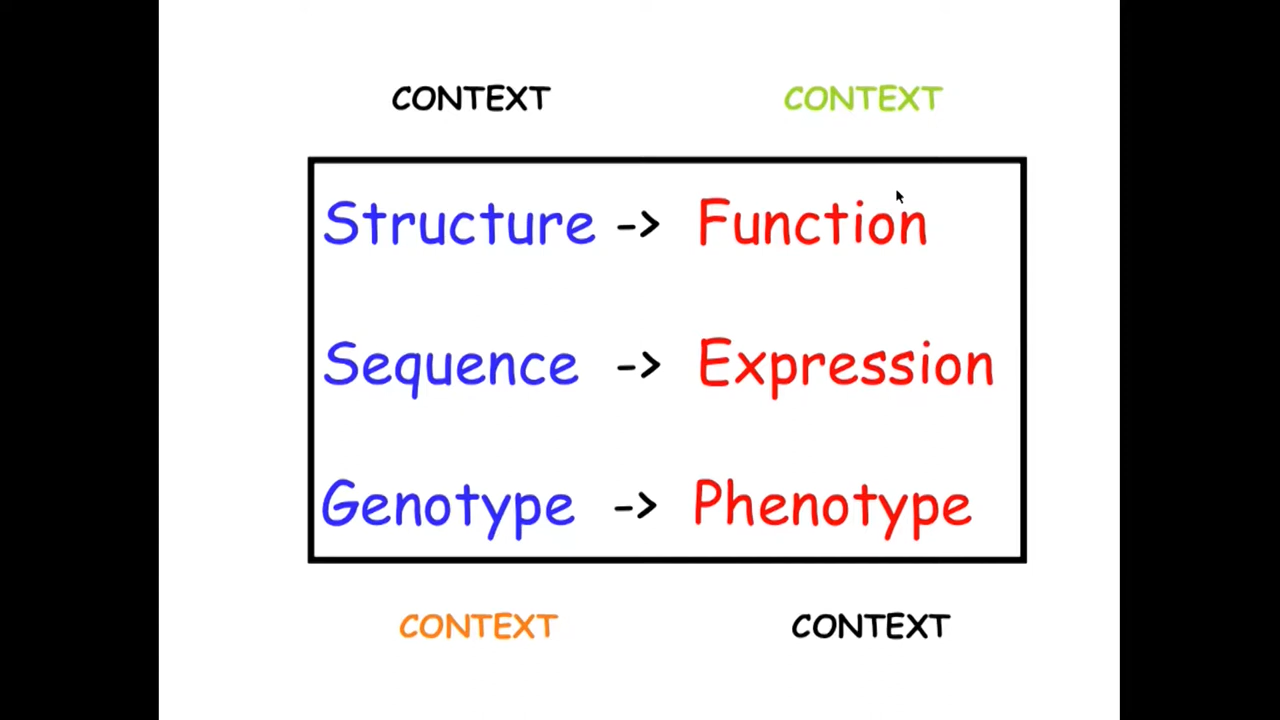 CONTEXT CONTEXT
Structure -> Function
Sequence -> Expression
Genotype -> Phenotype
CONTEXT CONTEXT